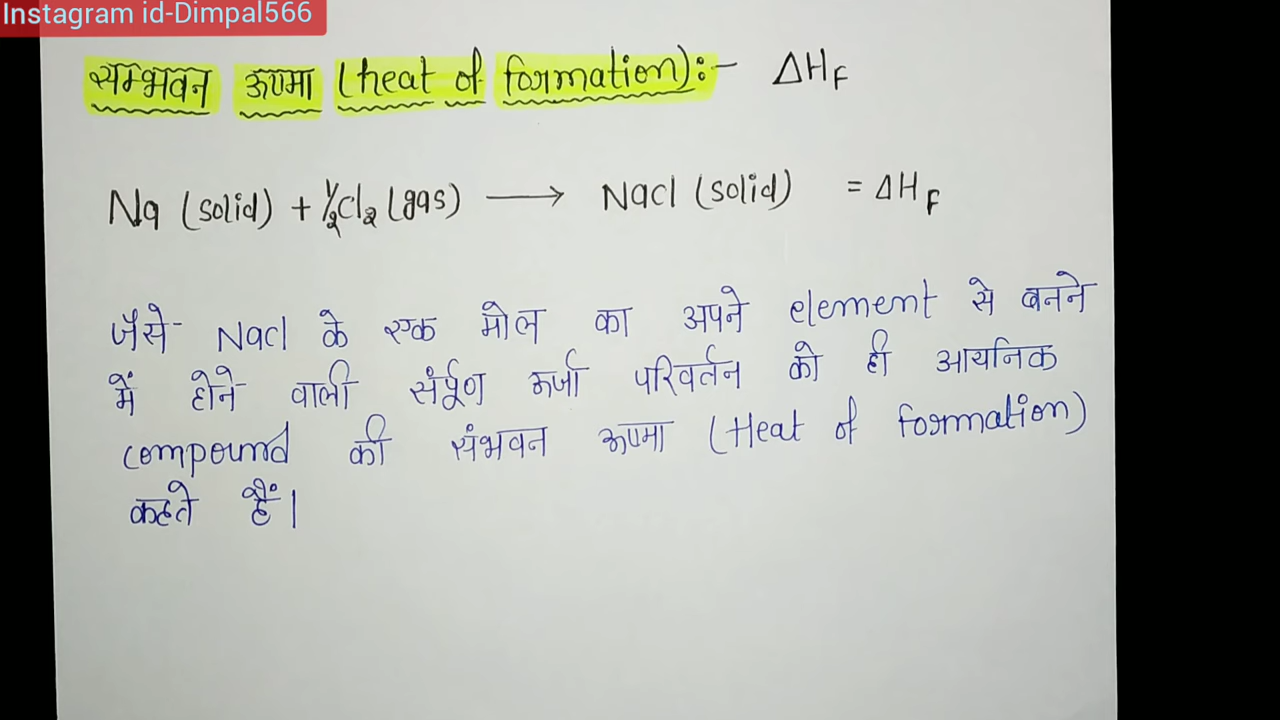 Instagram id-Dimpal566
सम्भवन ऊष्मा (heat of formation):- ΔHF
Na (solid) + 1/2Cl2 (gas) ⟶ Nacl (solid) = ΔHF
जैसे- Nacl के एक मोल का अपने element से बनने
में होने वाली संर्पूण ऊर्जा परिवर्तन को ही आयनिक
compound की संभवन ऊष्मा (Heat of formation)
कहते हैं।